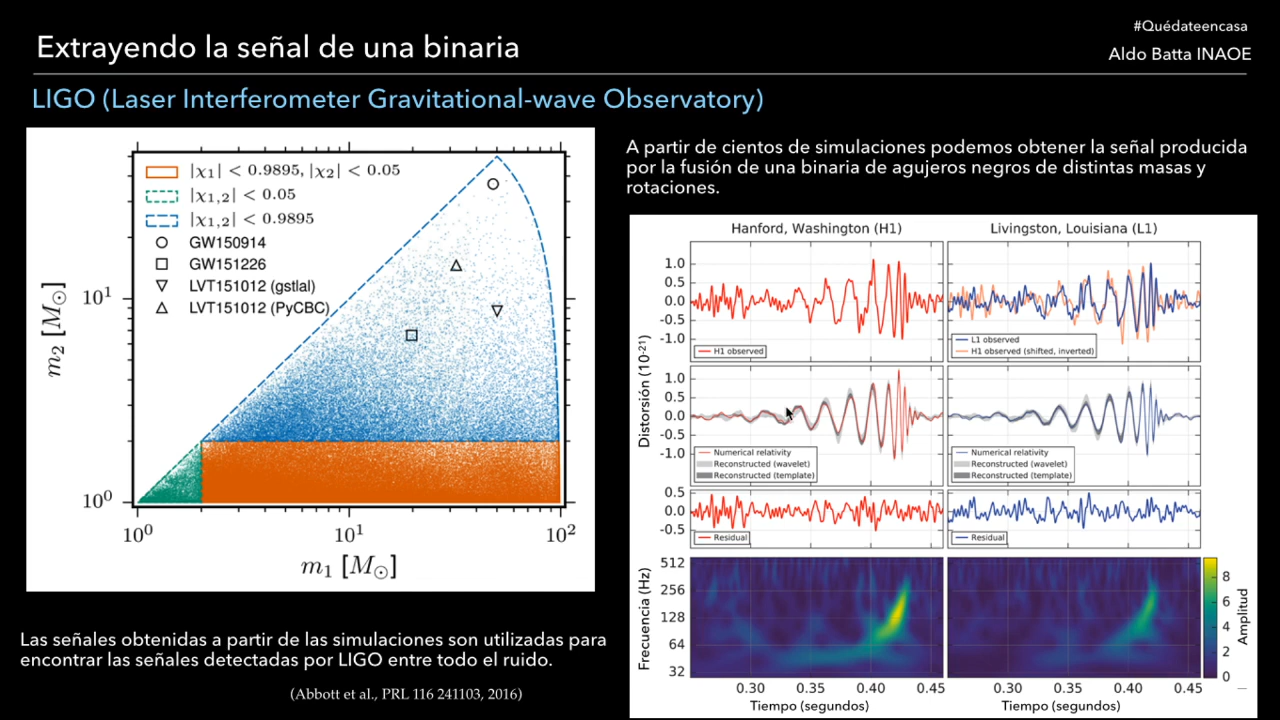 #Quédateencasa
Extrayendo la señal de una binaria
Aldo Batta INAOE
LIGO (Laser Interferometer Gravitational-wave Observatory)
|χ₁| < 0.9895, |χ₂| < 0.05
|χ₁,₂| < 0.05
|χ₁,₂| < 0.9895
GW150914
GW151226
LVT151012 (gstlal)
LVT151012 (PyCBC)
m₂ [M☉]
10¹
10⁰
10⁰ 10¹ 10²
m₁ [M☉]
Las señales obtenidas a partir de las simulaciones son utilizadas para
encontrar las señales detectadas por LIGO entre todo el ruido.
(Abbott et al., PRL 116 241103, 2016)
A partir de cientos de simulaciones podemos obtener la señal producida
por la fusión de una binaria de agujeros negros de distintas masas y
rotaciones.
Hanford, Washington (H1) Livingston, Louisiana (L1)
Distorsión (10⁻²¹)
1.0
0.5
0.0
-0.5
-1.0
H1 observed
L1 observed
H1 observed (shifted, inverted)
1.0
0.5
0.0
-0.5
-1.0
Numerical relativity
Reconstructed (wavelet)
Reconstructed (template)
Numerical relativity
Reconstructed (wavelet)
Reconstructed (template)
0.5
0.0
-0.5
Residual
Residual
Frecuencia (Hz)
512
256
128
64
32
0.30 0.35 0.40 0.45
Tiempo (segundos)
0.30 0.35 0.40 0.45
Tiempo (segundos)
8
6
4
2
0
Amplitud